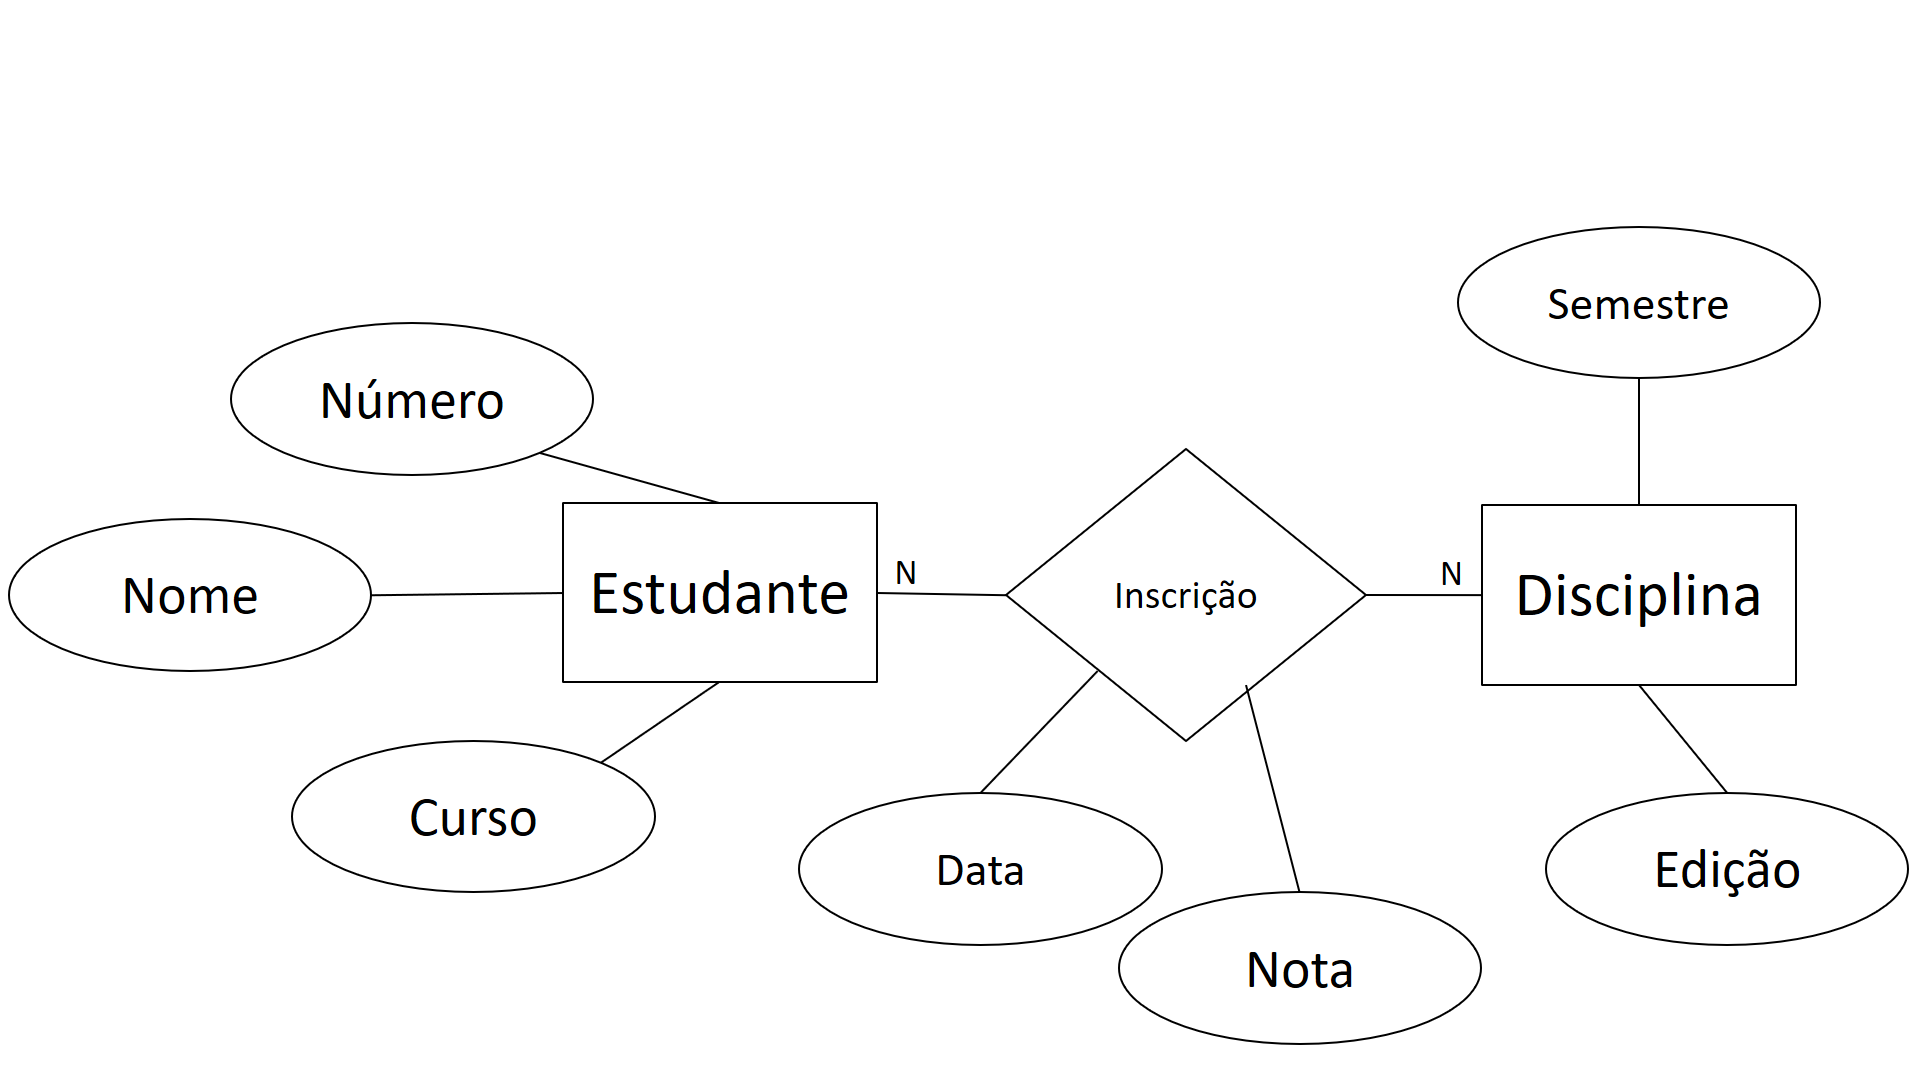 Semestre
Número
Nome
Estudante
N
Inscrição
N
Disciplina
Curso
Data
Nota
Edição